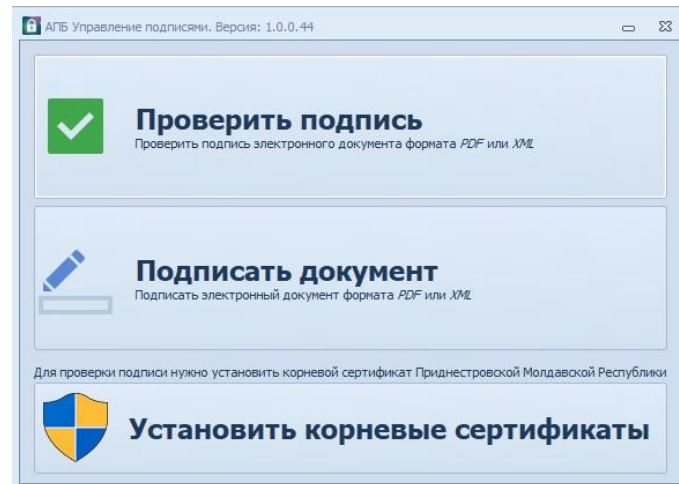 АПБ Управление подписями. Версия: 1.0.0.44
Проверить подпись
Проверить подпись электронного документа формата PDF или XML
Подписать документ
Подписать электронный документ формата PDF или XML
Для проверки подписи нужно установить корневой сертификат Приднестровской Молдавской Республики
Установить корневые сертификаты